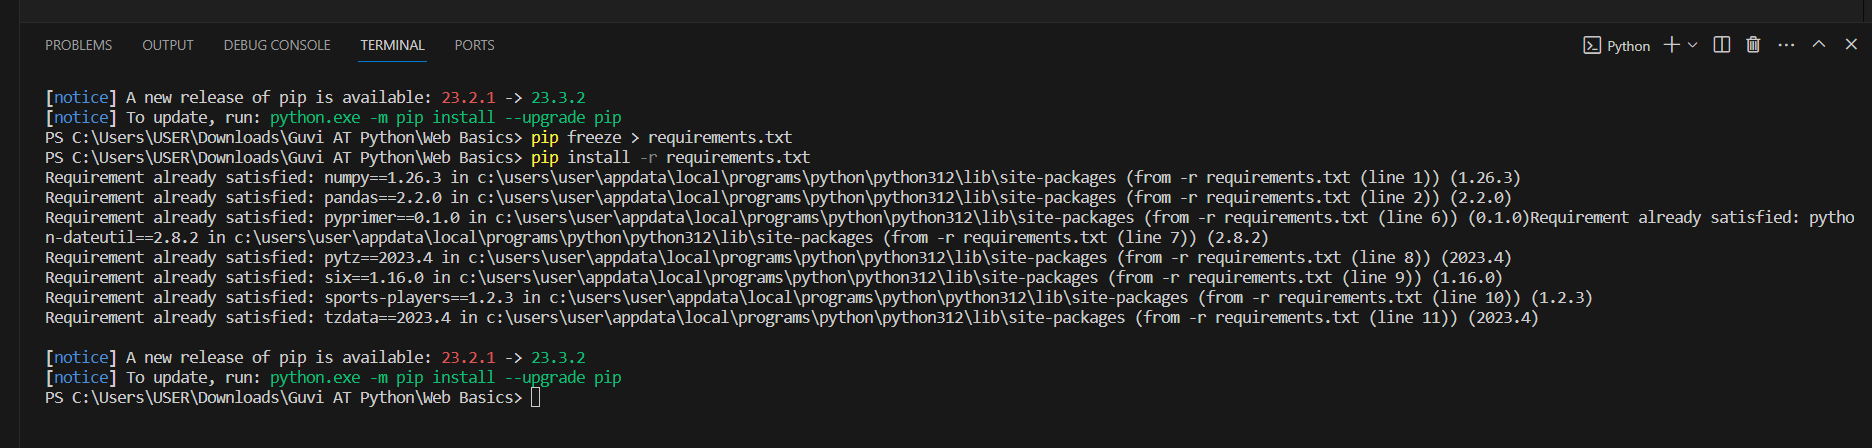 PROBLEMS OUTPUT DEBUG CONSOLE TERMINAL PORTS Python
[notice] A new release of pip is available: 23.2.1 -> 23.3.2
[notice] To update, run: python.exe -m pip install --upgrade pip
PS C:\Users\USER\Downloads\Guvi AT Python\Web Basics> pip freeze > requirements.txt
PS C:\Users\USER\Downloads\Guvi AT Python\Web Basics> pip install -r requirements.txt
Requirement already satisfied: numpy==1.26.3 in c:\users\user\appdata\local\programs\python\python312\lib\site-packages (from -r requirements.txt (line 1)) (1.26.3)
Requirement already satisfied: pandas==2.2.0 in c:\users\user\appdata\local\programs\python\python312\lib\site-packages (from -r requirements.txt (line 2)) (2.2.0)
Requirement already satisfied: pyprimer==0.1.0 in c:\users\user\appdata\local\programs\python\python312\lib\site-packages (from -r requirements.txt (line 6)) (0.1.0)Requirement already satisfied: pytho
n-dateutil==2.8.2 in c:\users\user\appdata\local\programs\python\python312\lib\site-packages (from -r requirements.txt (line 7)) (2.8.2)
Requirement already satisfied: pytz==2023.4 in c:\users\user\appdata\local\programs\python\python312\lib\site-packages (from -r requirements.txt (line 8)) (2023.4)
Requirement already satisfied: six==1.16.0 in c:\users\user\appdata\local\programs\python\python312\lib\site-packages (from -r requirements.txt (line 9)) (1.16.0)
Requirement already satisfied: sports-players==1.2.3 in c:\users\user\appdata\local\programs\python\python312\lib\site-packages (from -r requirements.txt (line 10)) (1.2.3)
Requirement already satisfied: tzdata==2023.4 in c:\users\user\appdata\local\programs\python\python312\lib\site-packages (from -r requirements.txt (line 11)) (2023.4)
[notice] A new release of pip is available: 23.2.1 -> 23.3.2
[notice] To update, run: python.exe -m pip install --upgrade pip
PS C:\Users\USER\Downloads\Guvi AT Python\Web Basics>